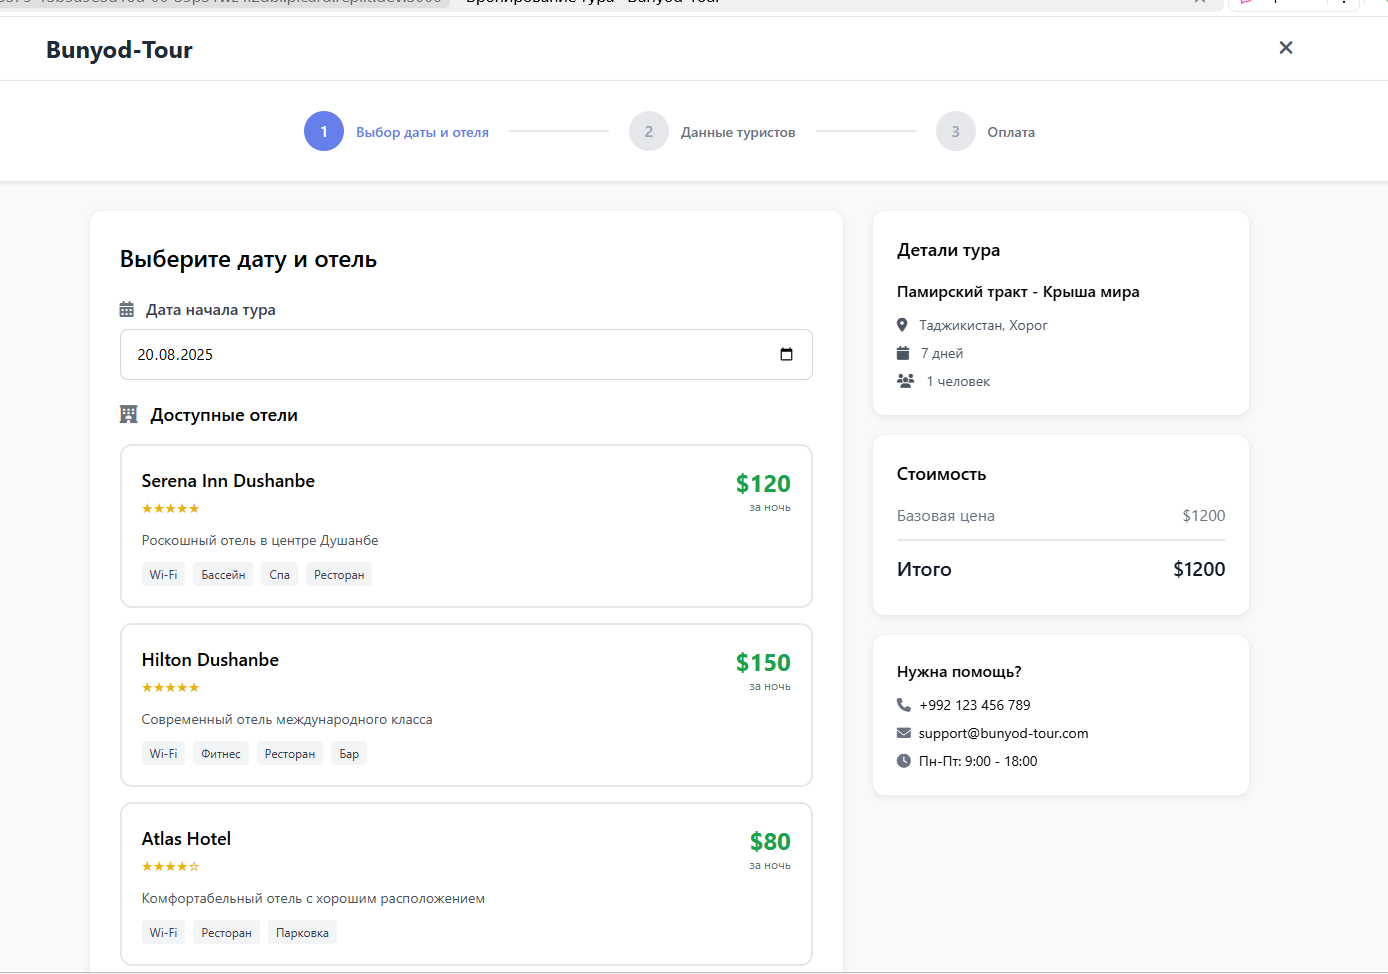 Bunyod-Tour
1 Выбор даты и отеля
2 Данные туристов
3 Оплата
Выберите дату и отель
Дата начала тура
20.08.2025
Доступные отели
Serena Inn Dushanbe
$120
★★★★★
за ночь
Роскошный отель в центре Душанбе
Wi-Fi Бассейн Спа Ресторан
Hilton Dushanbe
$150
★★★★★
за ночь
Современный отель международного класса
Wi-Fi Фитнес Ресторан Бар
Atlas Hotel
$80
★★★★☆
за ночь
Комфортабельный отель с хорошим расположением
Wi-Fi Ресторан Парковка
Детали тура
Памирский тракт - Крыша мира
Таджикистан, Хорог
7 дней
1 человек
Стоимость
Базовая цена $1200
Итого $1200
Нужна помощь?
+992 123 456 789
support@bunyod-tour.com
Пн-Пт: 9:00 - 18:00